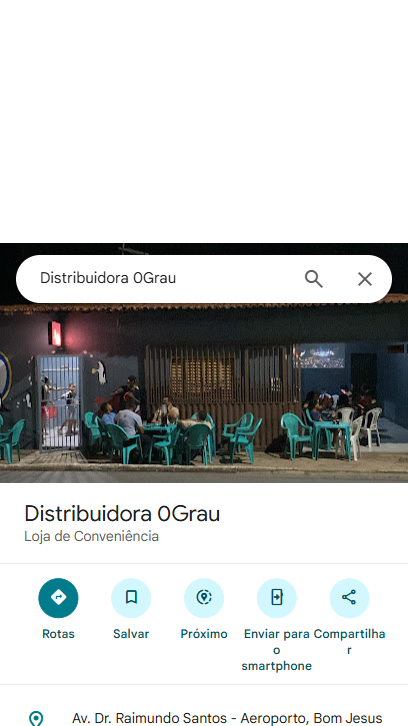 Distribuidora 0Grau
Distribuidora 0Grau
Loja de Conveniência
Rotas
Salvar
Próximo
Enviar para
o
smartphone
Compartilha
r
Av. Dr. Raimundo Santos - Aeroporto, Bom Jesus